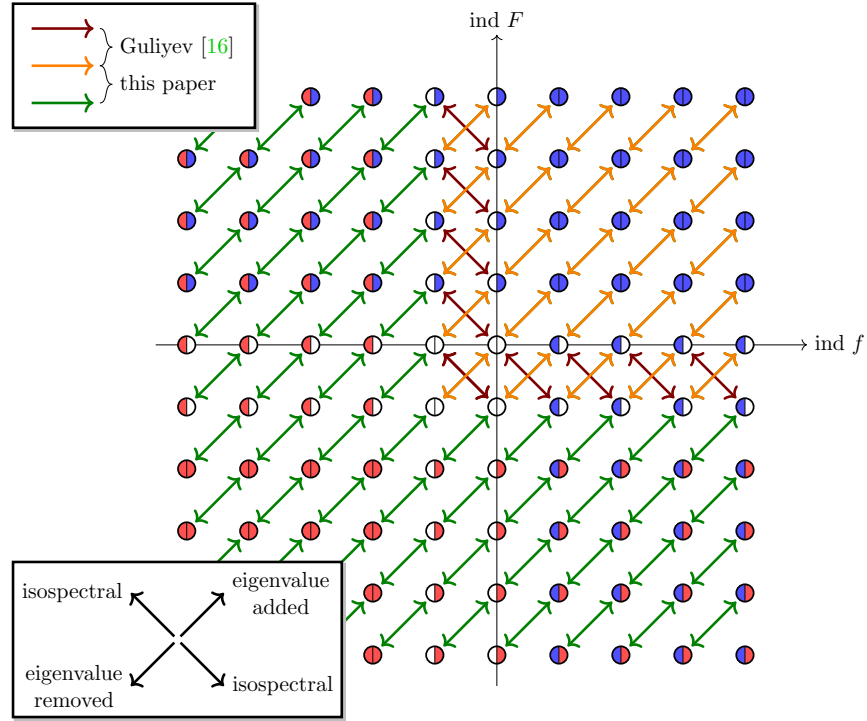 ind F
Guliyev [16]
this paper
ind f
isospectral
eigenvalue
added
eigenvalue
removed
isospectral